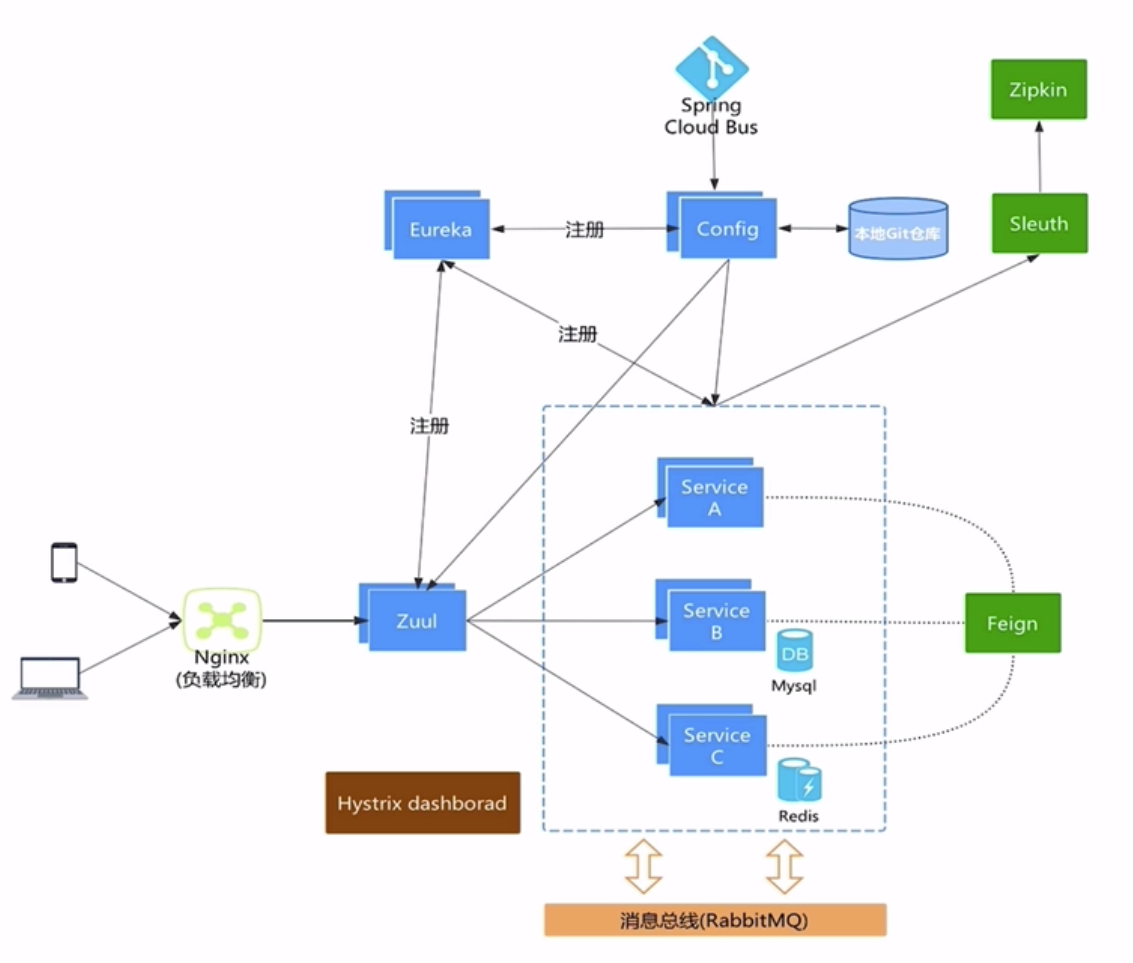 Spring
Cloud Bus
Zipkin
Eureka
注册
Config
本地Git仓库
Sleuth
注册
注册
Service
A
Service
B
Zuul
Feign
Nginx
(负载均衡)
DB
Mysql
Service
C
Hystrix dashborad
Redis
消息总线(RabbitMQ)